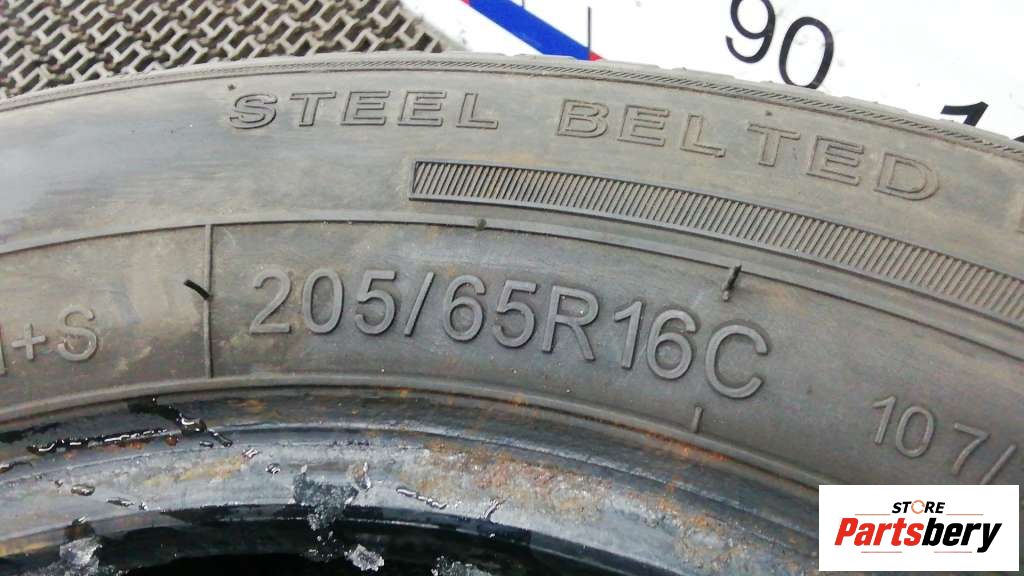 90
STEEL BELTED
+S
205/65R16C
107/
STORE
Partsbery